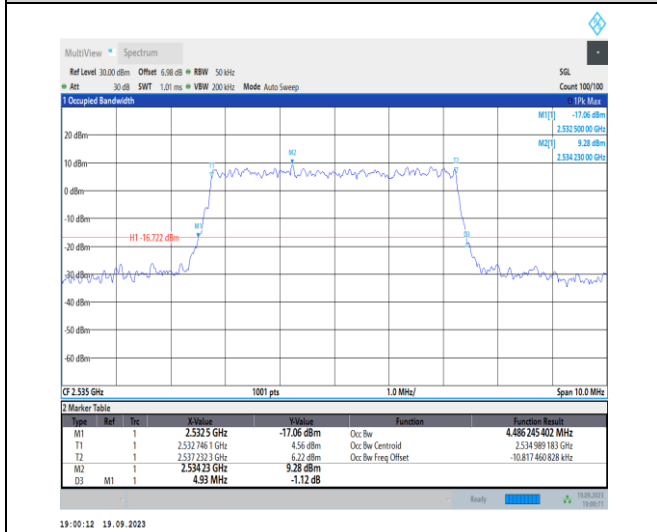 MultiView Spectrum
Ref Level 30.00 dBm Offset 6.98 dB RBW 50 kHz SGL
Att 30 dB SWT 1.01 ms VBW 200 kHz Mode Auto Sweep Count 100/100
1 Occupied Bandwidth 1Pk Max
M1[1] -17.06 dBm
2.532 500 00 GHz
M2[1] 9.28 dBm
2.534 230 00 GHz
20 dBm
M2
T1
T2
10 dBm
0 dBm
-10 dBm
M1
H1 -16.722 dBm
D3
-20 dBm
-30 dBm
-40 dBm
-50 dBm
-60 dBm
CF 2.535 GHz 1001 pts 1.0 MHz/ Span 10.0 MHz
2 Marker Table
Type Ref Trc X-Value Y-Value Function Function Result
M1 1 2.5325 GHz -17.06 dBm Occ Bw 4.486 245 402 MHz
T1 1 2.532 746 1 GHz 4.56 dBm Occ Bw Centroid 2.534 989 183 GHz
T2 1 2.537 232 3 GHz 6.22 dBm Occ Bw Freq Offset -10.817 460 828 kHz
M2 1 2.534 23 GHz 9.28 dBm
D3 M1 1 4.93 MHz -1.12 dB
Ready 19.09.2023
19:00:11
19:00:12 19.09.2023